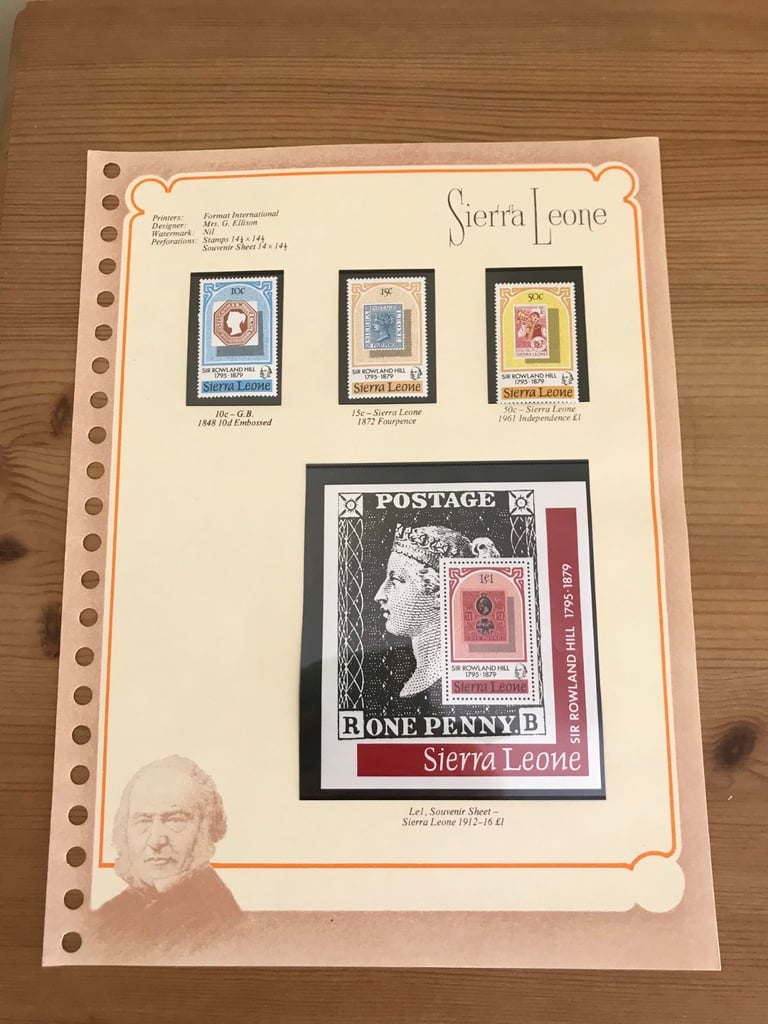 Sierra Leone
Printers: Format International
Designer: Mrs. G. Ellison
Watermark: Nil
Perforations: Stamps 14½ × 14½
Souvenir Sheet 14 × 14½
10c
SIR ROWLAND HILL
1795-1879
Sierra Leone
10c – G.B.
1848 10d Embossed
15c
SIERRA LEONE
SIR ROWLAND HILL
1795-1879
Sierra Leone
15c – Sierra Leone
1872 Fourpence
50c
SIERRA LEONE
SIR ROWLAND HILL
1795-1879
Sierra Leone
50c – Sierra Leone
1961 Independence £1
POSTAGE
Le1
SIR ROWLAND HILL
1795-1879
Sierra Leone
R ONE PENNY. B
SIR ROWLAND HILL 1795-1879
Sierra Leone
Le1, Souvenir Sheet –
Sierra Leone 1912–16 £1